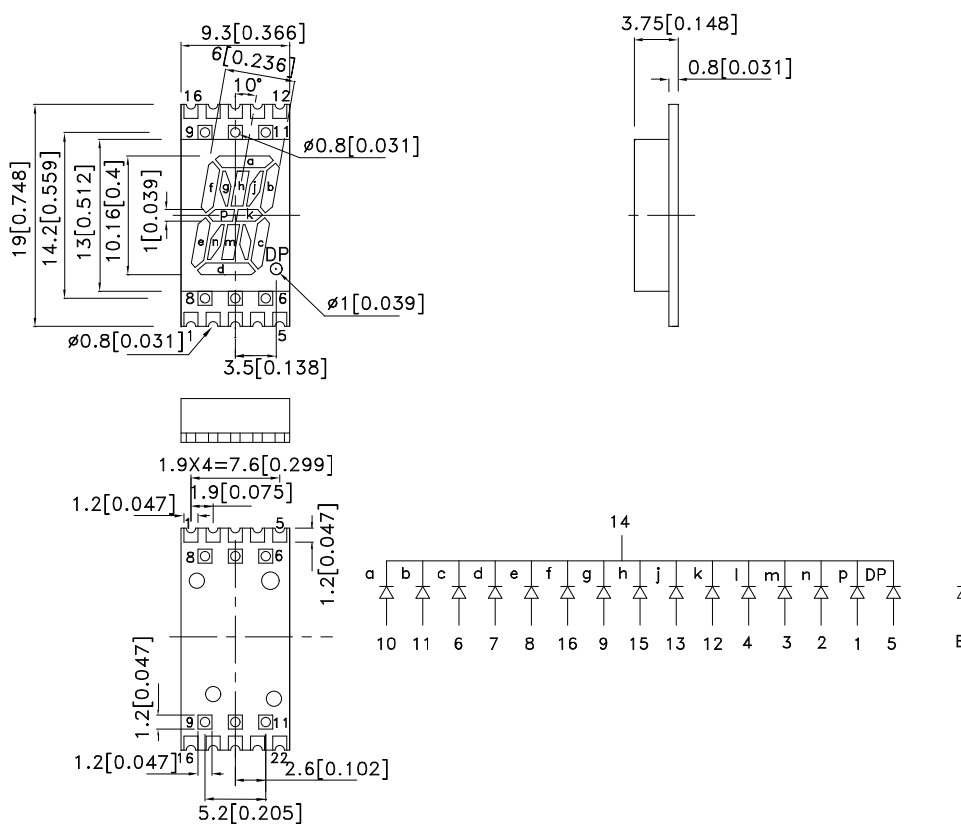 9.3[0.366]
6[0.236]
10°
16 12
9 11
ø0.8[0.031]
a
f g h j b
p k
e n m c
d
DP
19[0.748]
14.2[0.559]
13[0.512]
10.16[0.4]
1[0.039]
8 6
ø1[0.039]
1 5
ø0.8[0.031]
3.5[0.138]
3.75[0.148]
0.8[0.031]
1.9X4=7.6[0.299]
1.9[0.075]
1.2[0.047]
1 5
1.2[0.047]
8 6
1.2[0.047]
9 11
16 22
1.2[0.047]
2.6[0.102]
5.2[0.205]
14
a b c d e f g h j k l m n p DP
10 11 6 7 8 16 9 15 13 12 4 3 2 1 5